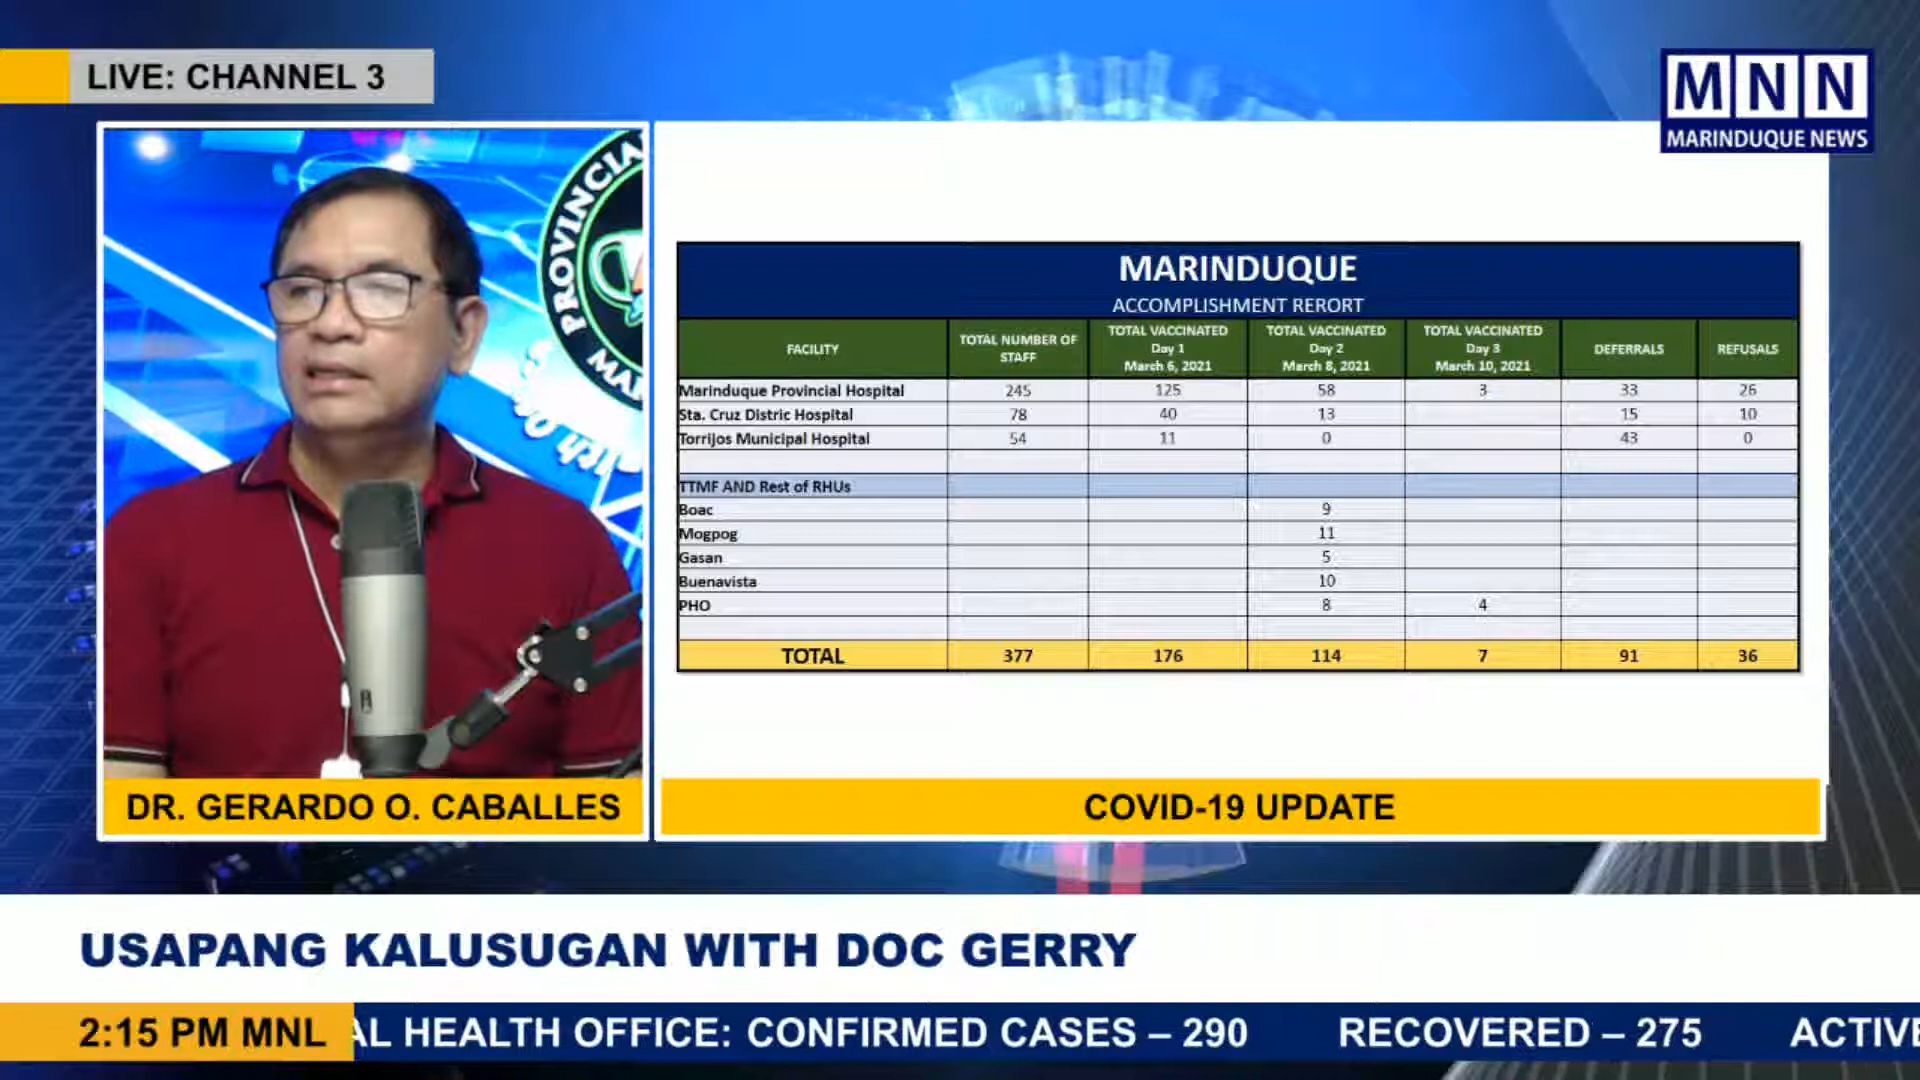 LIVE: CHANNEL 3
MNN
MARINDUQUE NEWS
PROVINCIAL
MARINDUQUE
ACCOMPLISHMENT RERORT
FACILITY TOTAL NUMBER OF STAFF TOTAL VACCINATED Day 1 March 6, 2021 TOTAL VACCINATED Day 2 March 8, 2021 TOTAL VACCINATED Day 3 March 10, 2021 DEFERRALS REFUSALS
Marinduque Provincial Hospital 245 125 58 3 33 26
Sta. Cruz Distric Hospital 78 40 13 15 10
Torrijos Municipal Hospital 54 11 0 43 0
TTMF AND Rest of RHUs
Boac 9
Mogpog 11
Gasan 5
Buenavista 10
PHO 8 4
TOTAL 377 176 114 7 91 36
DR. GERARDO O. CABALLES
COVID-19 UPDATE
USAPANG KALUSUGAN WITH DOC GERRY
2:15 PM MNL AL HEALTH OFFICE: CONFIRMED CASES – 290 RECOVERED – 275 ACTIVE